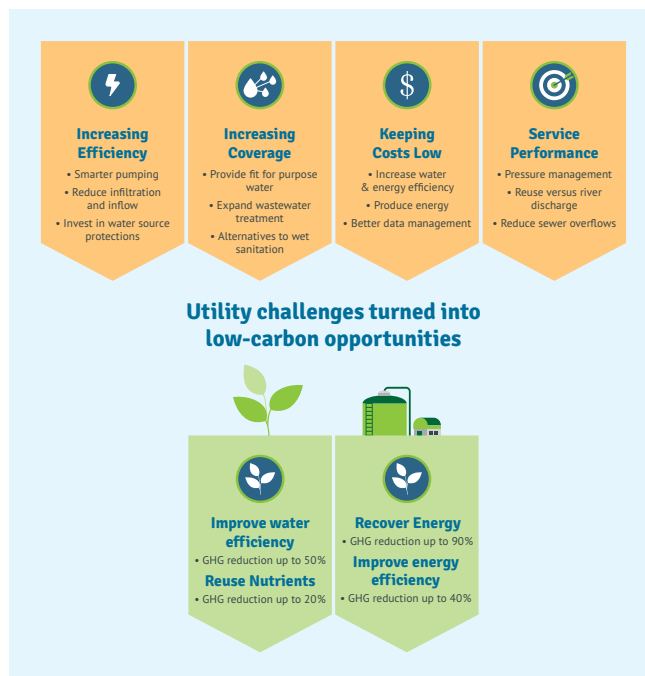 $
Increasing
Efficiency
• Smarter pumping
• Reduce infiltration
and inflow
• Invest in water source
protections
Increasing
Coverage
• Provide fit for purpose
water
• Expand wastewater
treatment
• Alternatives to wet
sanitation
Keeping
Costs Low
• Increase water
& energy efficiency
• Produce energy
• Better data management
Service
Performance
• Pressure management
• Reuse versus river
discharge
• Reduce sewer overflows
Utility challenges turned into
low-carbon opportunities
Improve water
efficiency
• GHG reduction up to 50%
Reuse Nutrients
• GHG reduction up to 20%
Recover Energy
• GHG reduction up to 90%
Improve energy
efficiency
• GHG reduction up to 40%